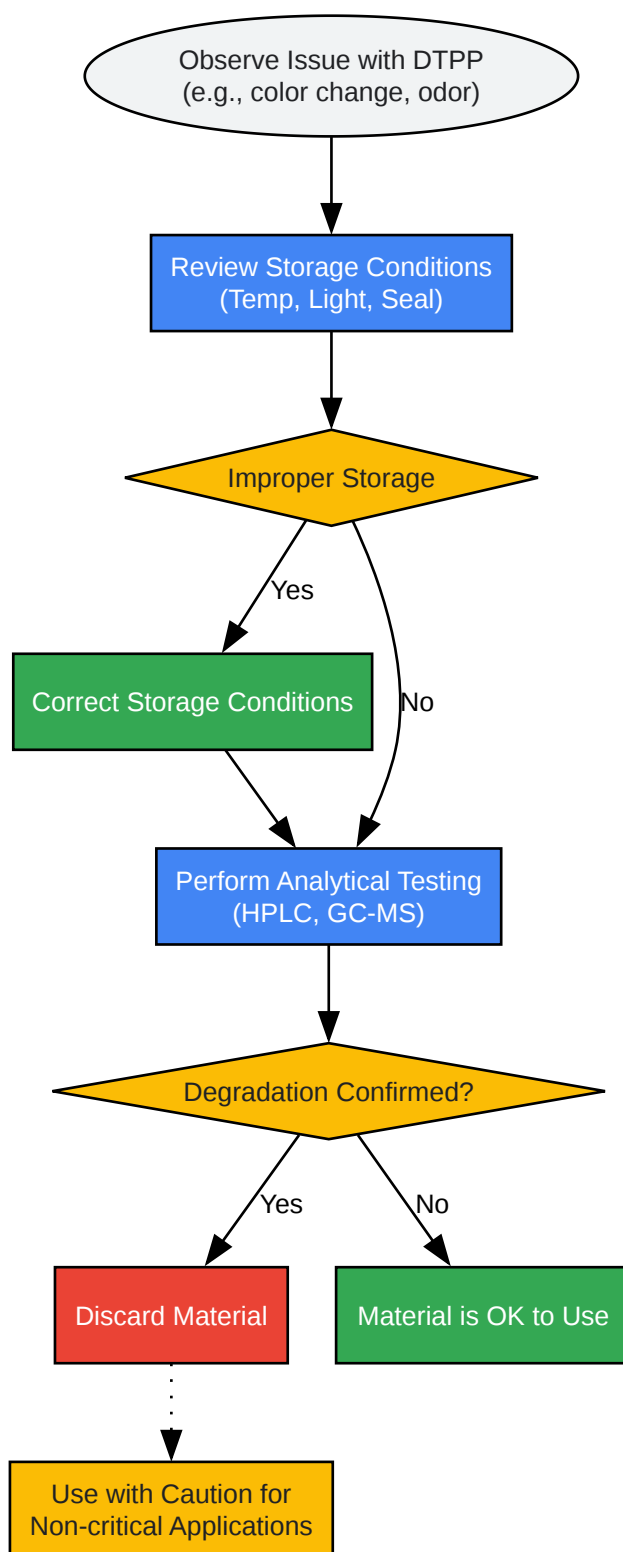 Observe Issue with DTPP
(e.g., color change, odor)
Review Storage Conditions
(Temp, Light, Seal)
Improper Storage
Yes
Correct Storage Conditions
No
Perform Analytical Testing
(HPLC, GC-MS)
Degradation Confirmed?
Yes
No
Discard Material
Material is OK to Use
Use with Caution for
Non-critical Applications